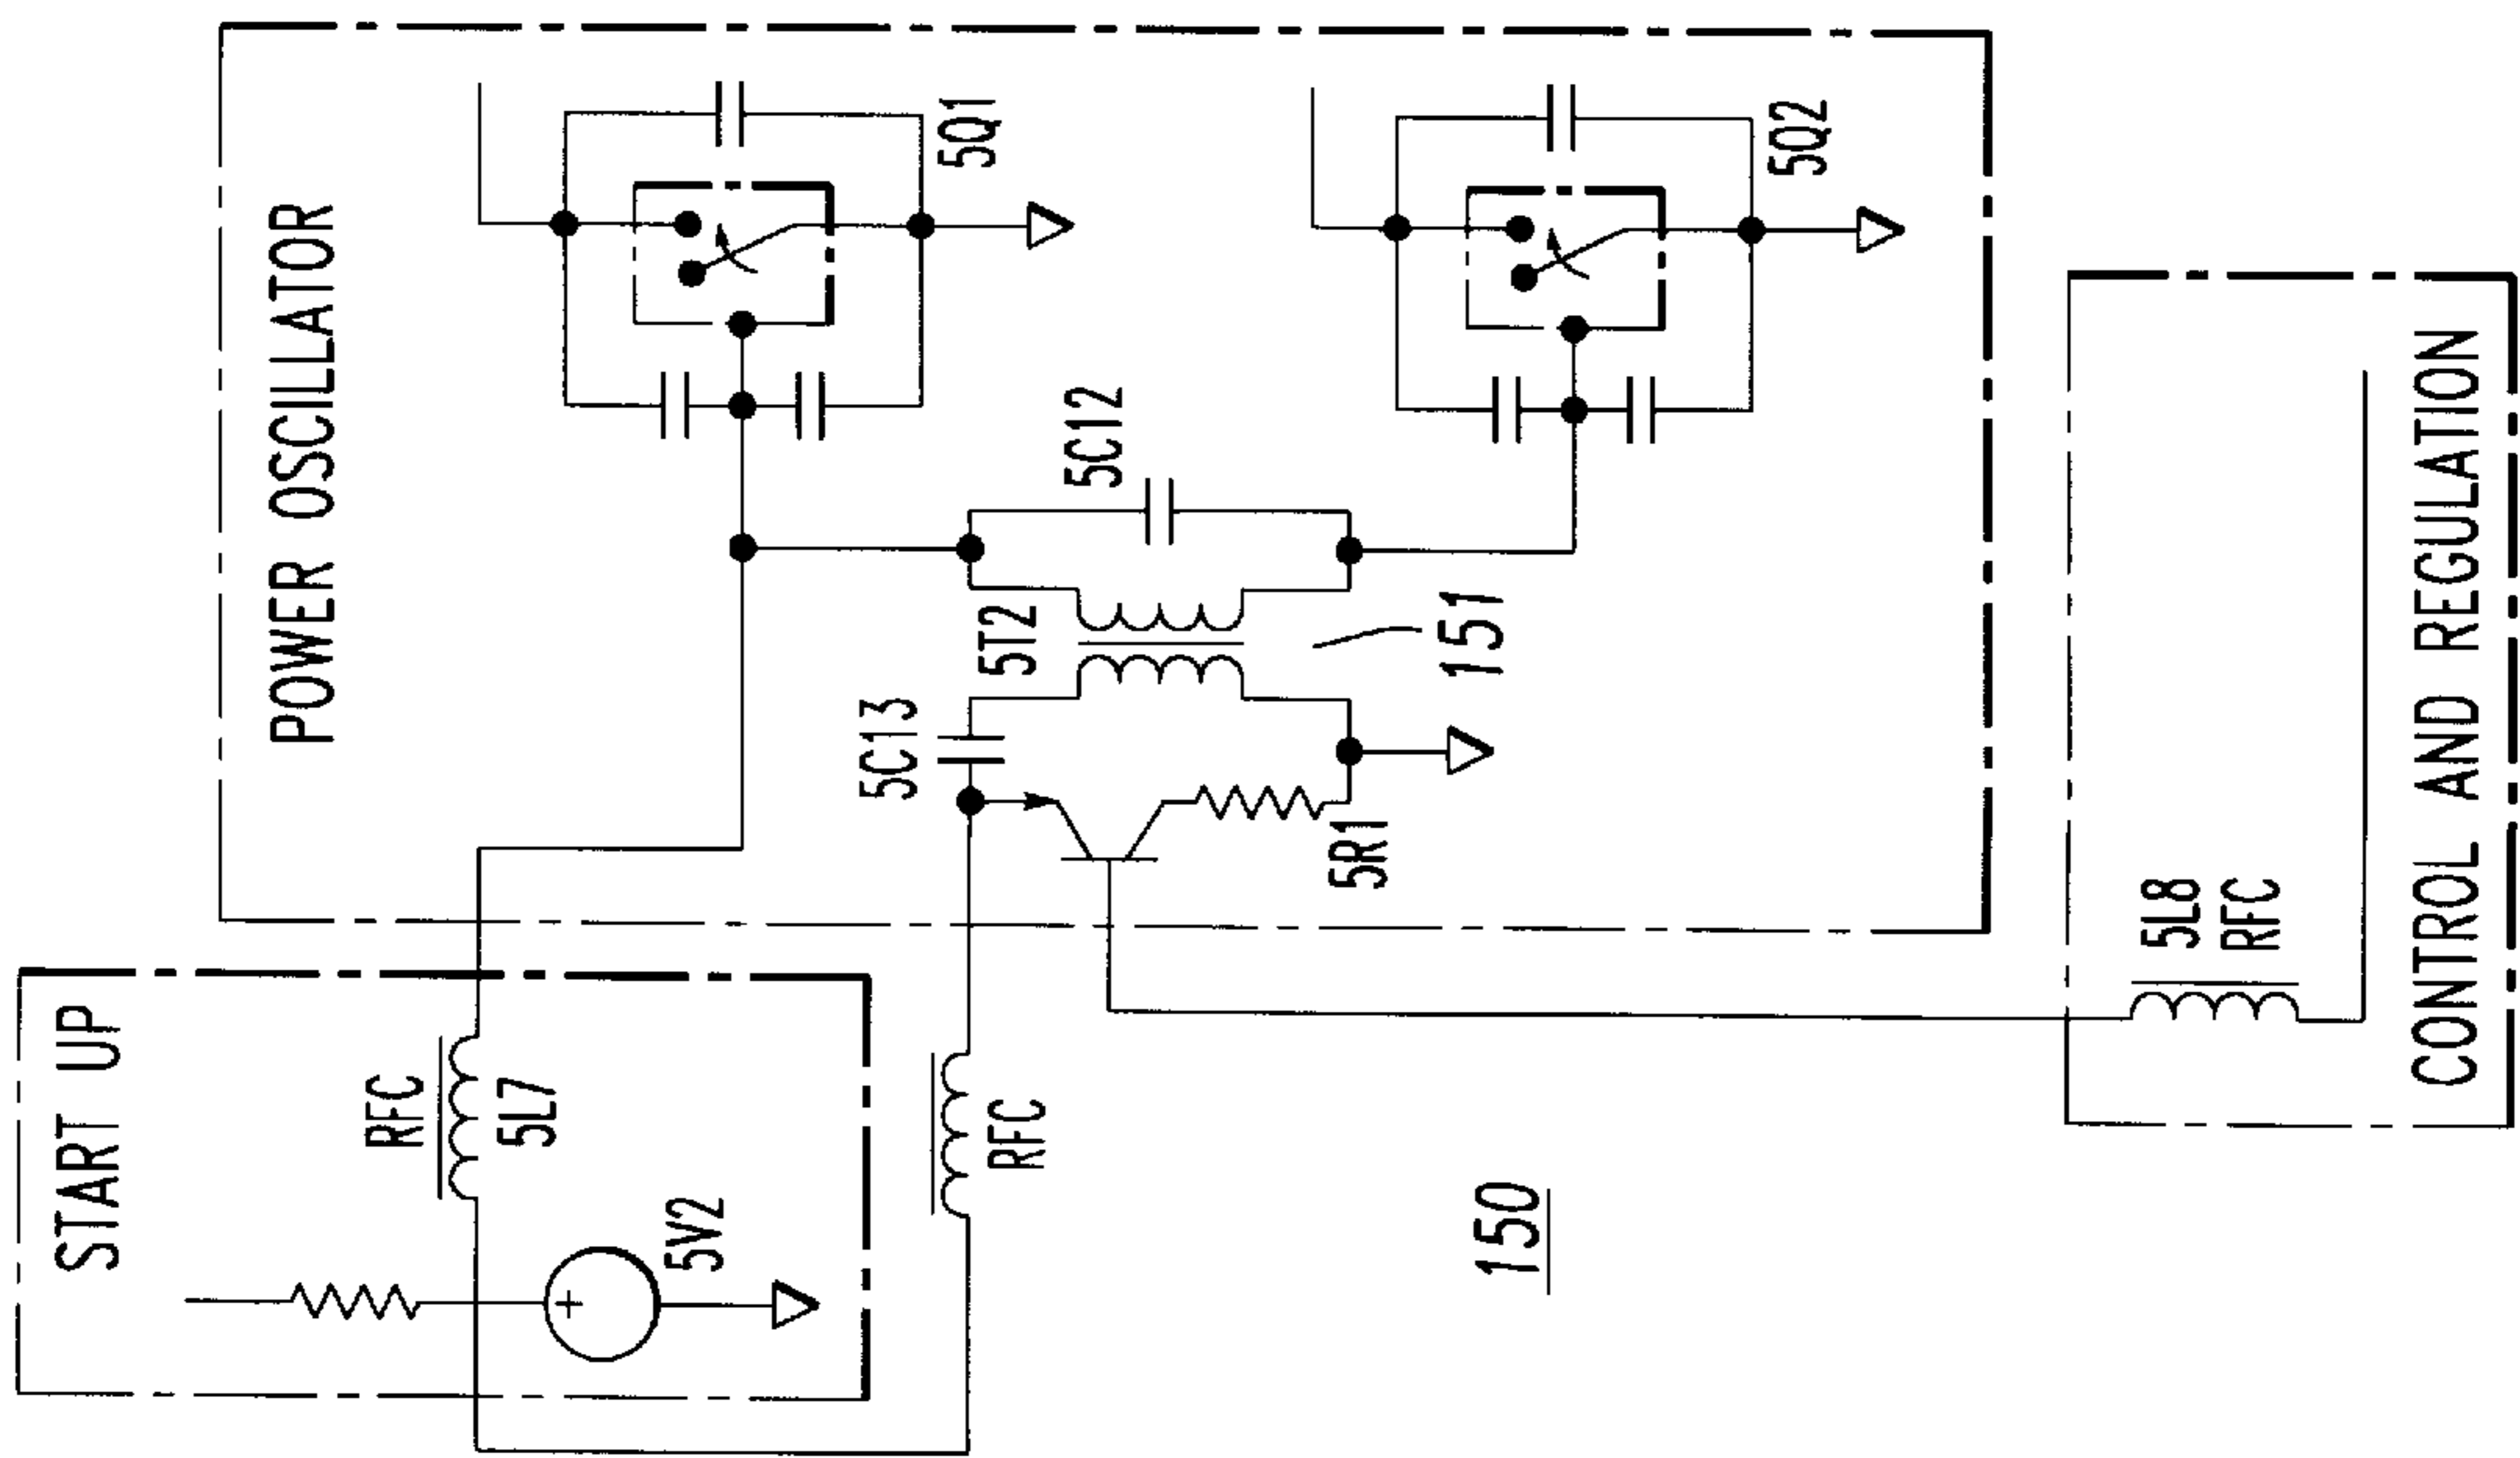 POWER OSCILLATOR
5Q1
5Q2
5C12
5T2
151
5C13
5R1
START UP
RFC
5L7
5V2
+
RFC
150
5L8
RFC
CONTROL AND REGULATION